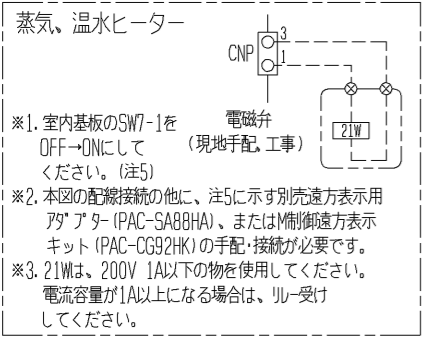 蒸気、温水ヒーター
3
CNP
1
電磁弁
(現地手配、工事)
21W
※1. 室内基板のSW7-1を
OFF→ONにして
ください。(注5)
※2. 本図の配線接続の他に、注5に示す別売遠方表示用
アダプター(PAC-SA88HA)、またはM制御遠方表示
キット(PAC-CG92HK)の手配・接続が必要です。
※3. 21Wは、200V 1A以下の物を使用してください。
電流容量が1A以上になる場合は、リレー受け
してください。